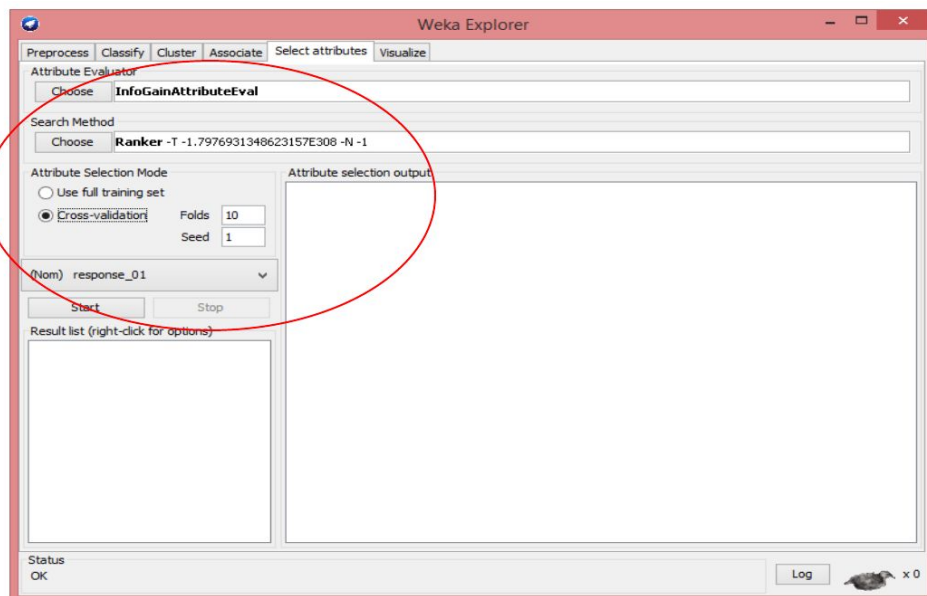 Weka Explorer
Preprocess Classify Cluster Associate Select attributes Visualize
Attribute Evaluator
Choose InfoGainAttributeEval
Search Method
Choose Ranker -T -1.7976931348623157E308 -N -1
Attribute Selection Mode
Use full training set
Cross-validation Folds 10
Seed 1
(Nom) response_01
Start Stop
Result list (right-click for options)
Attribute selection output
Status
OK
Log x 0